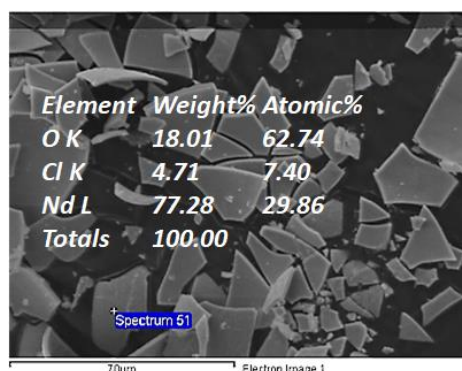 Element Weight% Atomic%
O K 18.01 62.74
Cl K 4.71 7.40
Nd L 77.28 29.86
Totals 100.00
Spectrum 51
70µm Electron Image 1